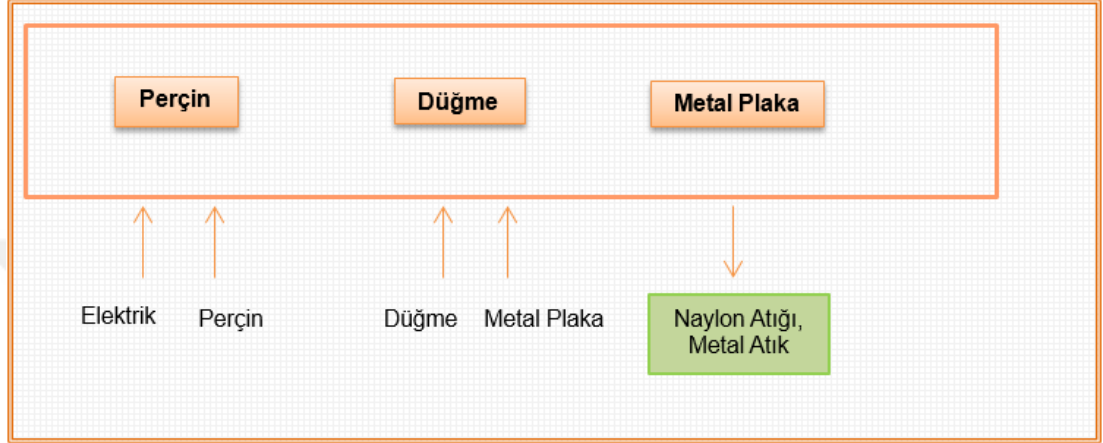 Perçin
Düğme
Metal Plaka
Elektrik
Perçin
Düğme
Metal Plaka
Naylon Atığı,
Metal Atık